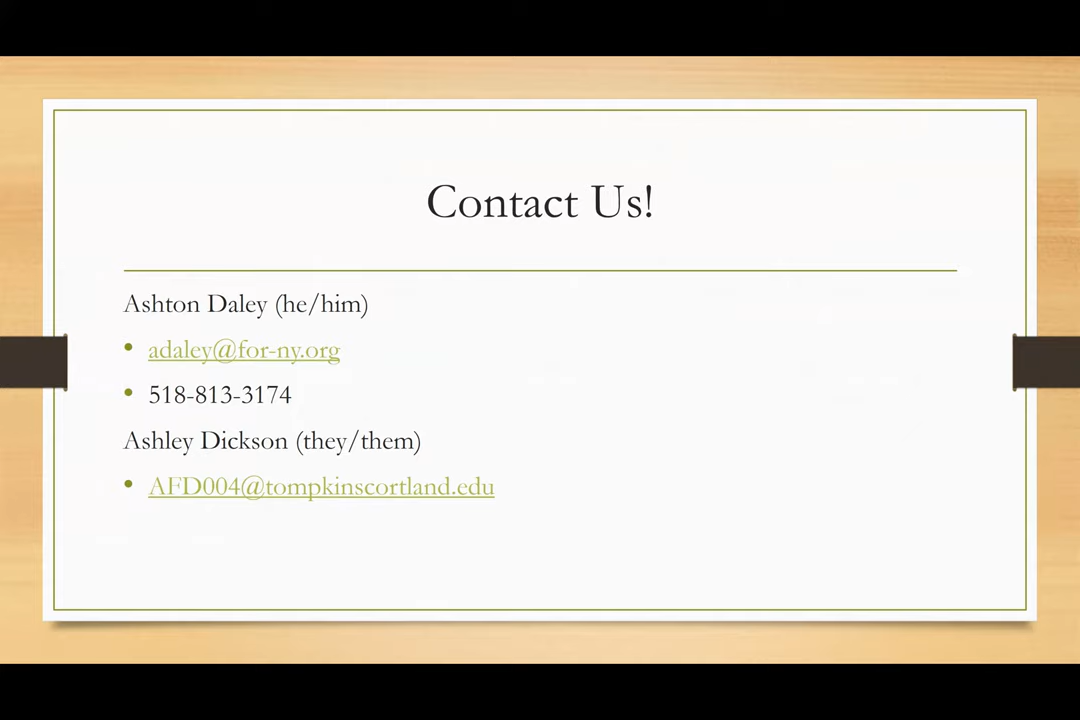 Contact Us!
Ashton Daley (he/him)
• adaley@for-ny.org
• 518-813-3174
Ashley Dickson (they/them)
• AFD004@tompkinscortland.edu